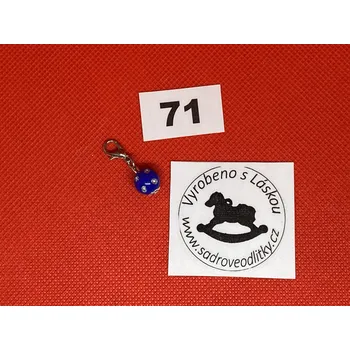 71
Vyrobeno s Láskou
www.sadroveodlitky.cz